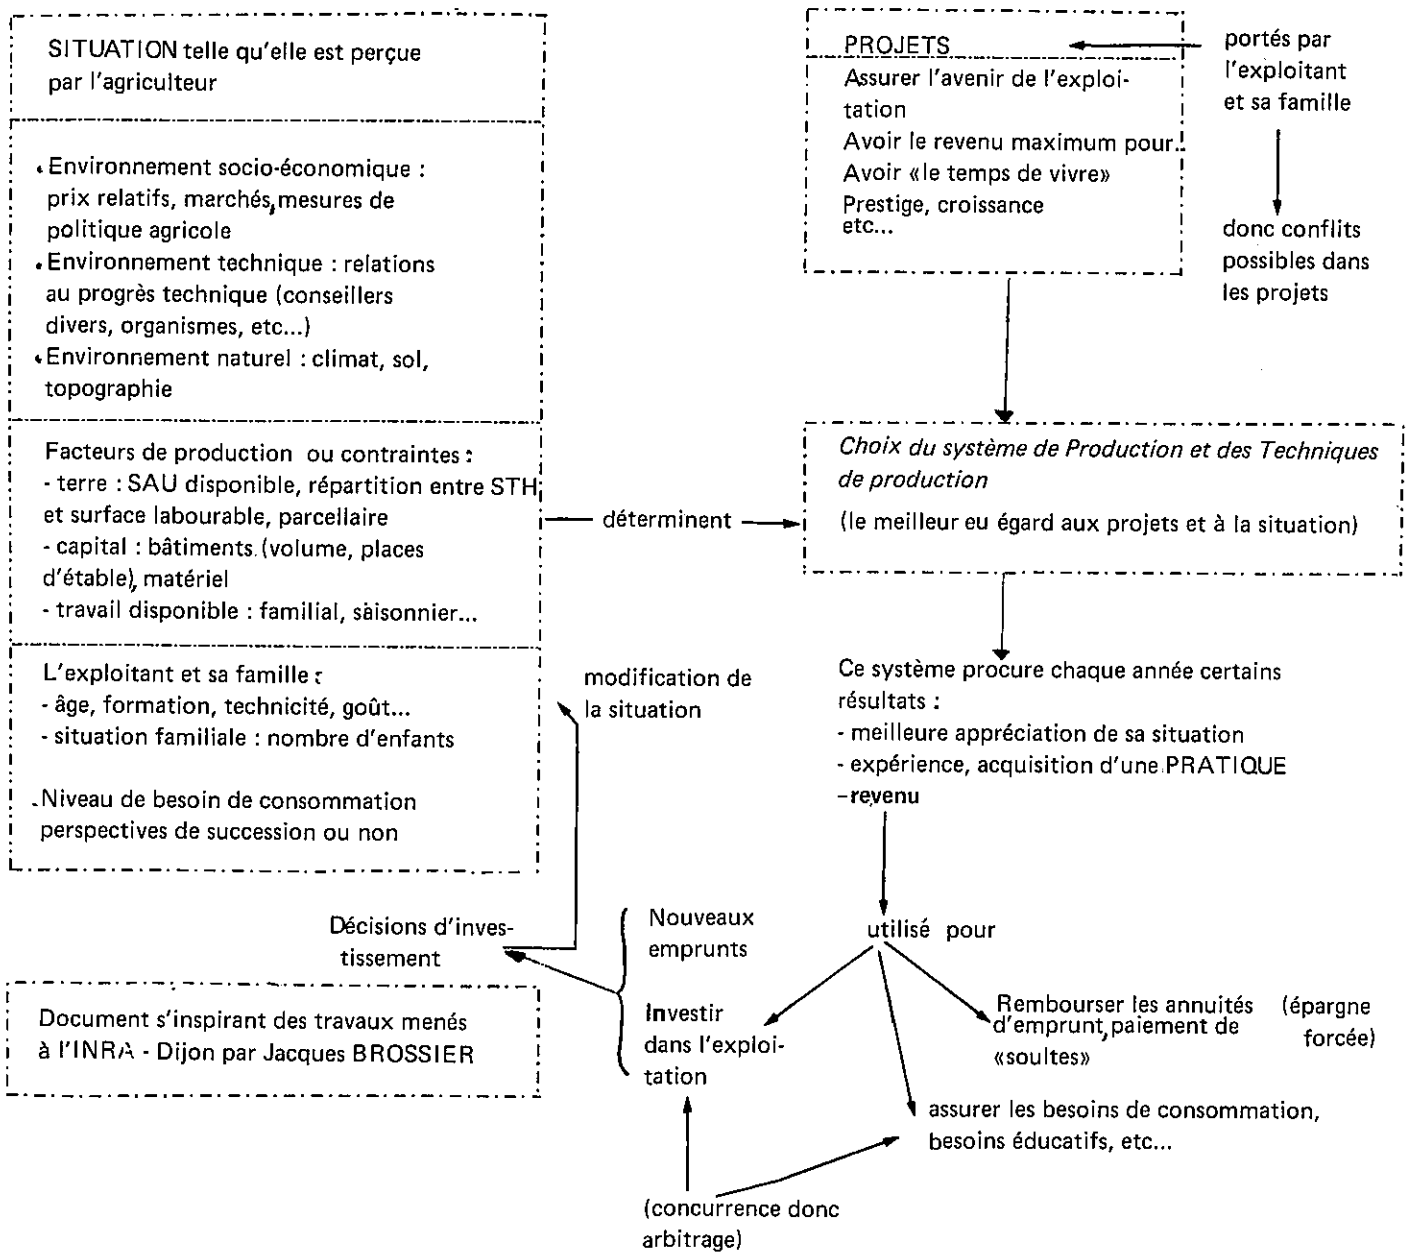 SITUATION telle qu'elle est perçue
par l'agriculteur
Environnement socio-économique :
prix relatifs, marchés, mesures de
politique agricole
Environnement technique : relations
au progrès technique (conseillers
divers, organismes, etc...)
Environnement naturel : climat, sol,
topographie
Facteurs de production ou contraintes :
- terre : SAU disponible, répartition entre STH
et surface labourable, parcellaire
- capital : bâtiments (volume, places
d'étable), matériel
- travail disponible : familial, saisonnier...
L'exploitant et sa famille :
- âge, formation, technicité, goût...
- situation familiale : nombre d'enfants
Niveau de besoin de consommation
perspectives de succession ou non
PROJETS
Assurer l'avenir de l'exploi-
tation
Avoir le revenu maximum pour..
Avoir «le temps de vivre»
Prestige, croissance
etc...
portés par
l'exploitant
et sa famille
donc conflits
possibles dans
les projets
déterminent
Choix du système de Production et des Techniques
de production
(le meilleur eu égard aux projets et à la situation)
Ce système procure chaque année certains
résultats :
- meilleure appréciation de sa situation
- expérience, acquisition d'une PRATIQUE
- revenu
modification de
la situation
utilisé pour
Rembourser les annuités (épargne
d'emprunt, paiement de forcée)
«soultes»
assurer les besoins de consommation,
besoins éducatifs, etc...
Nouveaux
emprunts
Investir
dans l'exploi-
tation
(concurrence donc
arbitrage)
Décisions d'inves-
tissement
Document s'inspirant des travaux menés
à l'INRA - Dijon par Jacques BROSSIER